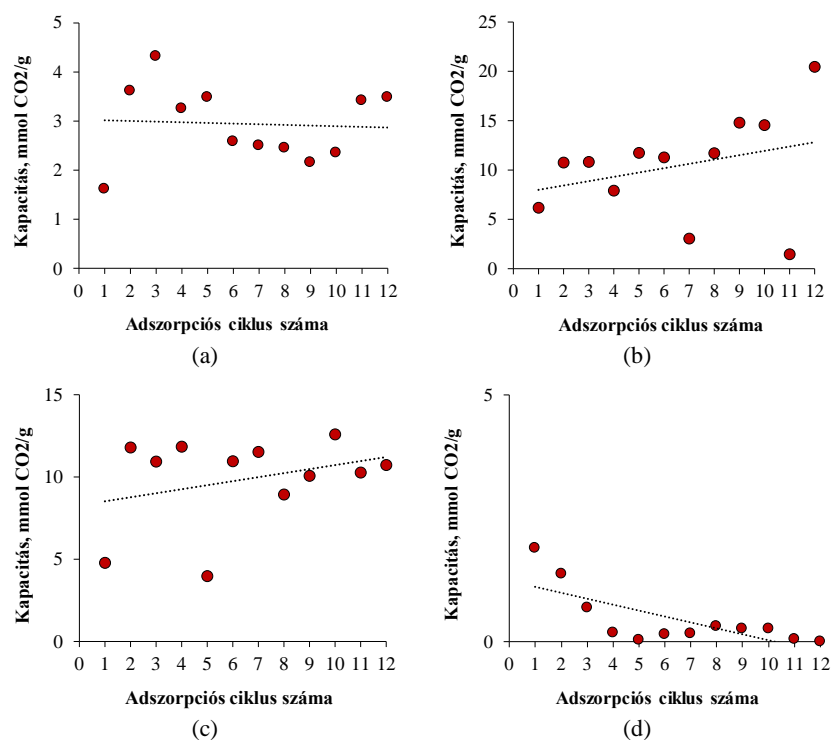 5
4
3
2
1
0
Kapacitás, mmol CO2/g
0 1 2 3 4 5 6 7 8 9 10 11 12
Adszorpciós ciklus száma
(a)
25
20
15
10
5
0
Kapacitás, mmol CO2/g
0 1 2 3 4 5 6 7 8 9 10 11 12
Adszorpciós ciklus száma
(b)
15
10
5
0
Kapacitás, mmol CO2/g
0 1 2 3 4 5 6 7 8 9 10 11 12
Adszorpciós ciklus száma
(c)
5
0
Kapacitás, mmol CO2/g
0 1 2 3 4 5 6 7 8 9 10 11 12
Adszorpciós ciklus száma
(d)